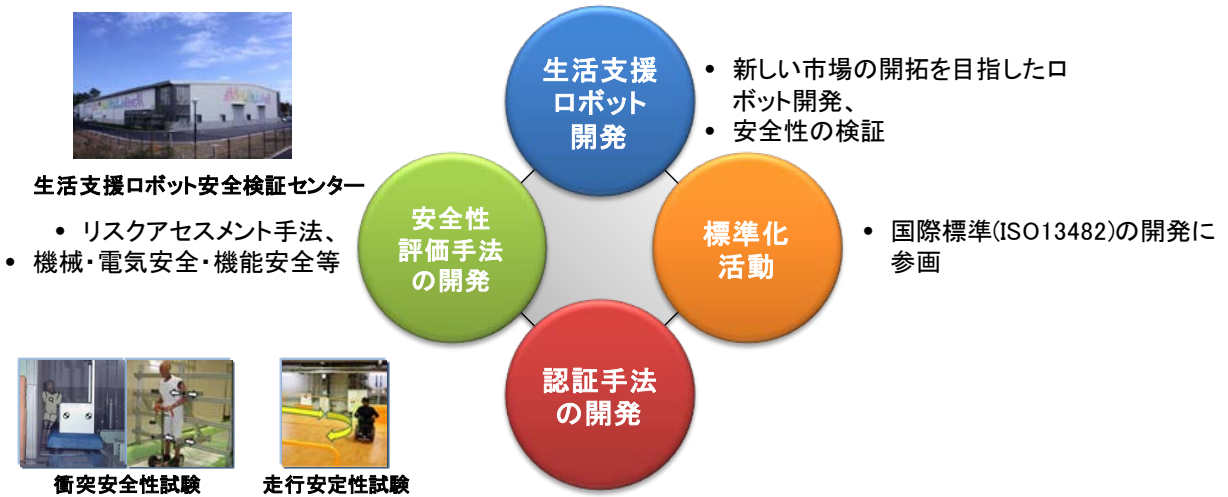 生活支援
ロボット
開発
• 新しい市場の開拓を目指したロ
ボット開発、
• 安全性の検証
生活支援ロボット安全検証センター
• リスクアセスメント手法、
• 機械・電気安全・機能安全等
安全性
評価手法
の開発
標準化
活動
• 国際標準(ISO13482)の開発に
参画
認証手法
の開発
衝突安全性試験
走行安定性試験